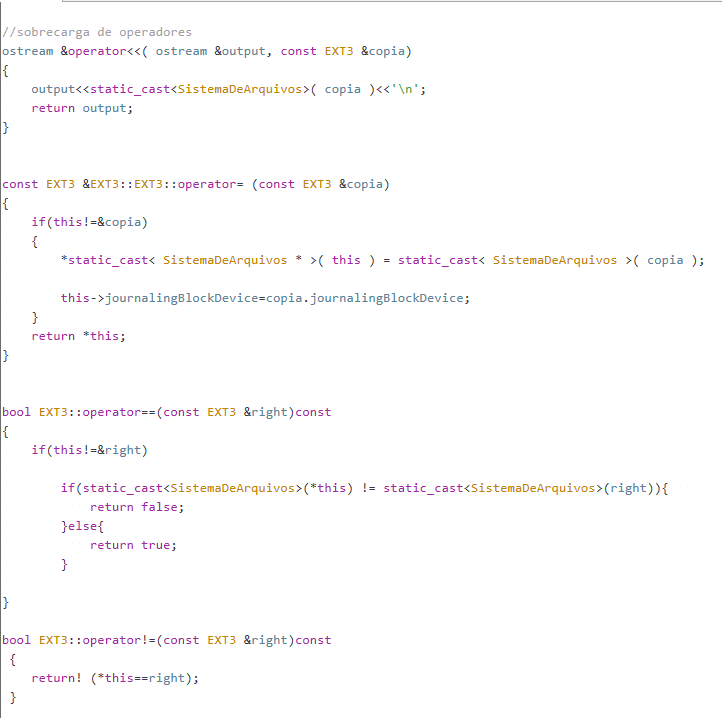 //sobrecarga de operadores
ostream &operator<<( ostream &output, const EXT3 &copia)
{
    output<<static_cast<SistemaDeArquivos>( copia )<<'\n';
    return output;
}
const EXT3 &EXT3::EXT3::operator= (const EXT3 &copia)
{
    if(this!=&copia)
    {
        *static_cast< SistemaDeArquivos * >( this ) = static_cast< SistemaDeArquivos >( copia );
        this->journalingBlockDevice=copia.journalingBlockDevice;
    }
    return *this;
}
bool EXT3::operator==(const EXT3 &right)const
{
    if(this!=&right)
        if(static_cast<SistemaDeArquivos>(*this) != static_cast<SistemaDeArquivos>(right)){
            return false;
        }else{
            return true;
        }
}
bool EXT3::operator!=(const EXT3 &right)const
 {
    return! (*this==right);
 }